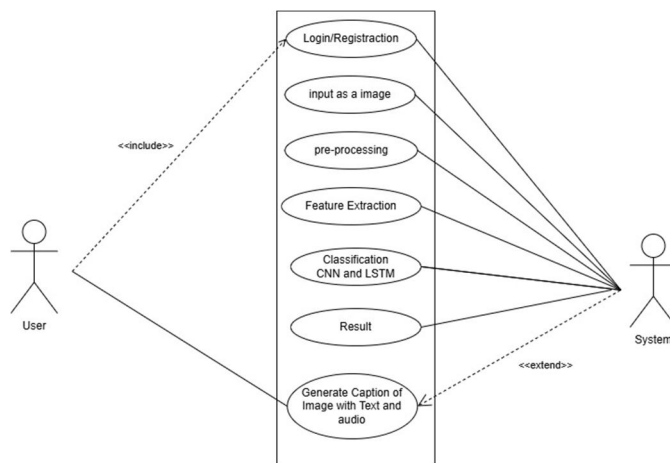 Login/Registraction
input as a image
<<include>>
pre-processing
Feature Extraction
Classification
CNN and LSTM
User
Result
System
<<extend>>
Generate Caption of
Image with Text and
audio